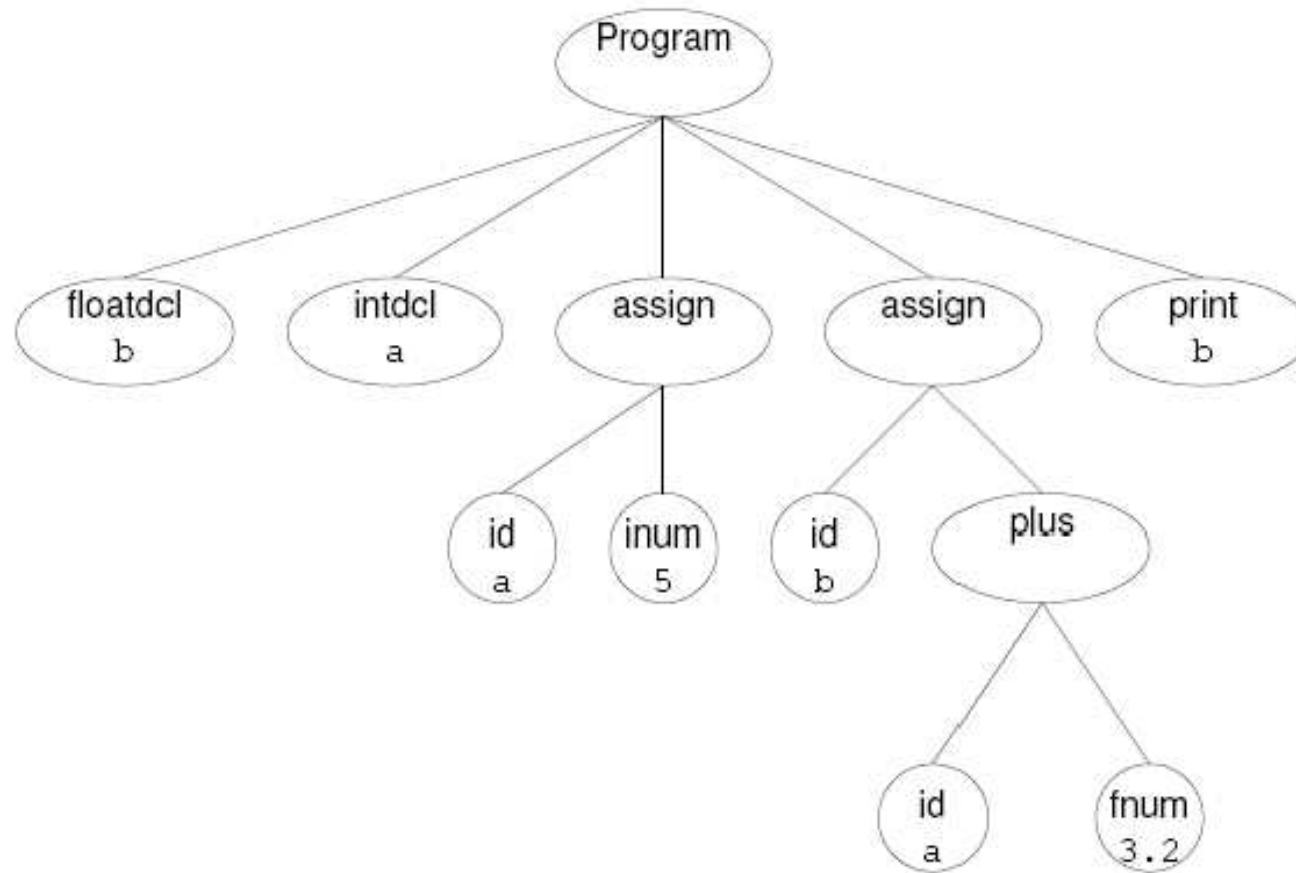 Program
floatdcl
b
intdcl
a
assign
assign
print
b
id
a
inum
5
id
b
plus
id
a
fnum
3.2